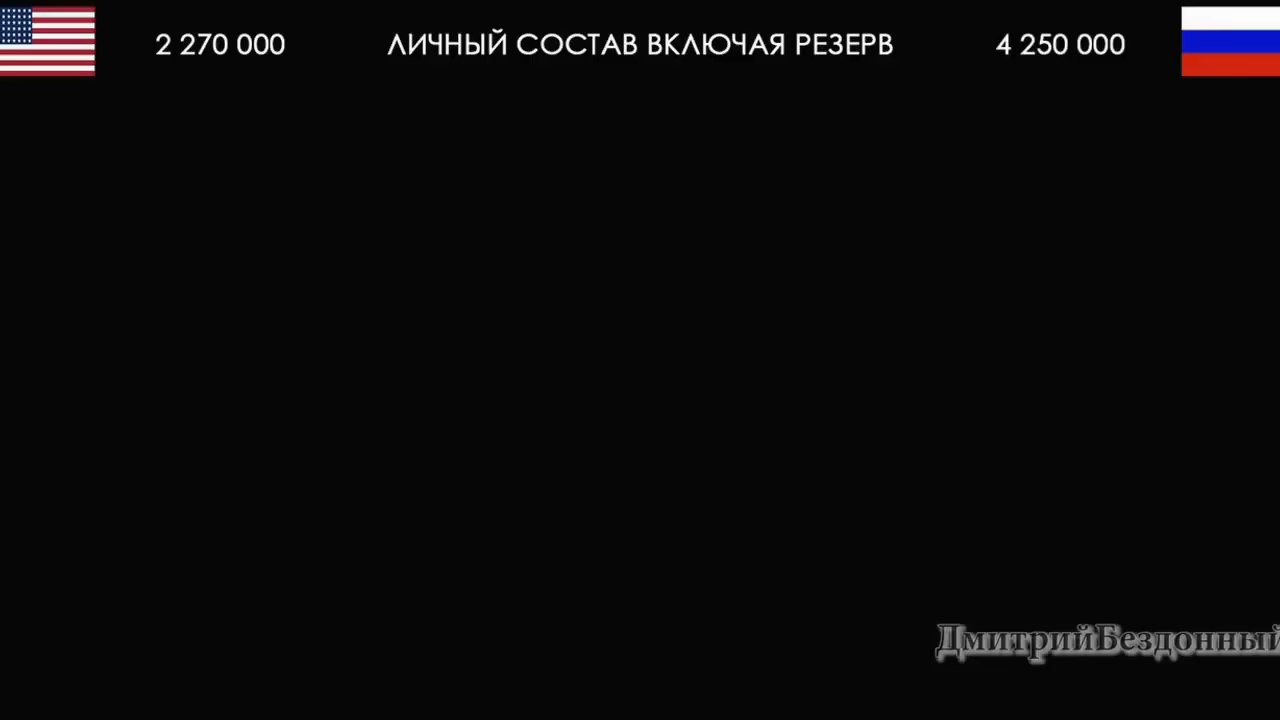 2 270 000 ЛИЧНЫЙ СОСТАВ ВКЛЮЧАЯ РЕЗЕРВ 4 250 000
ДмитрийБездонный